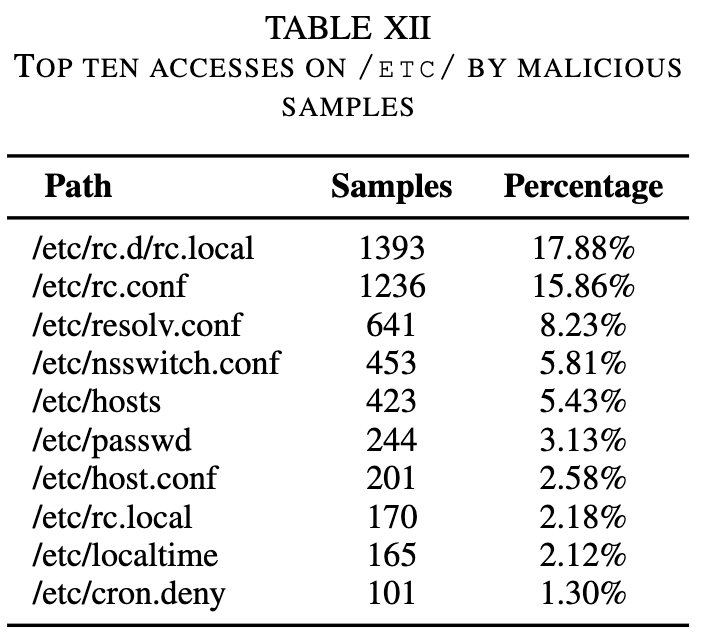 TABLE XII
TOP TEN ACCESSES ON /ETC/ BY MALICIOUS
SAMPLES
Path Samples Percentage
/etc/rc.d/rc.local 1393 17.88%
/etc/rc.conf 1236 15.86%
/etc/resolv.conf 641 8.23%
/etc/nsswitch.conf 453 5.81%
/etc/hosts 423 5.43%
/etc/passwd 244 3.13%
/etc/host.conf 201 2.58%
/etc/rc.local 170 2.18%
/etc/localtime 165 2.12%
/etc/cron.deny 101 1.30%